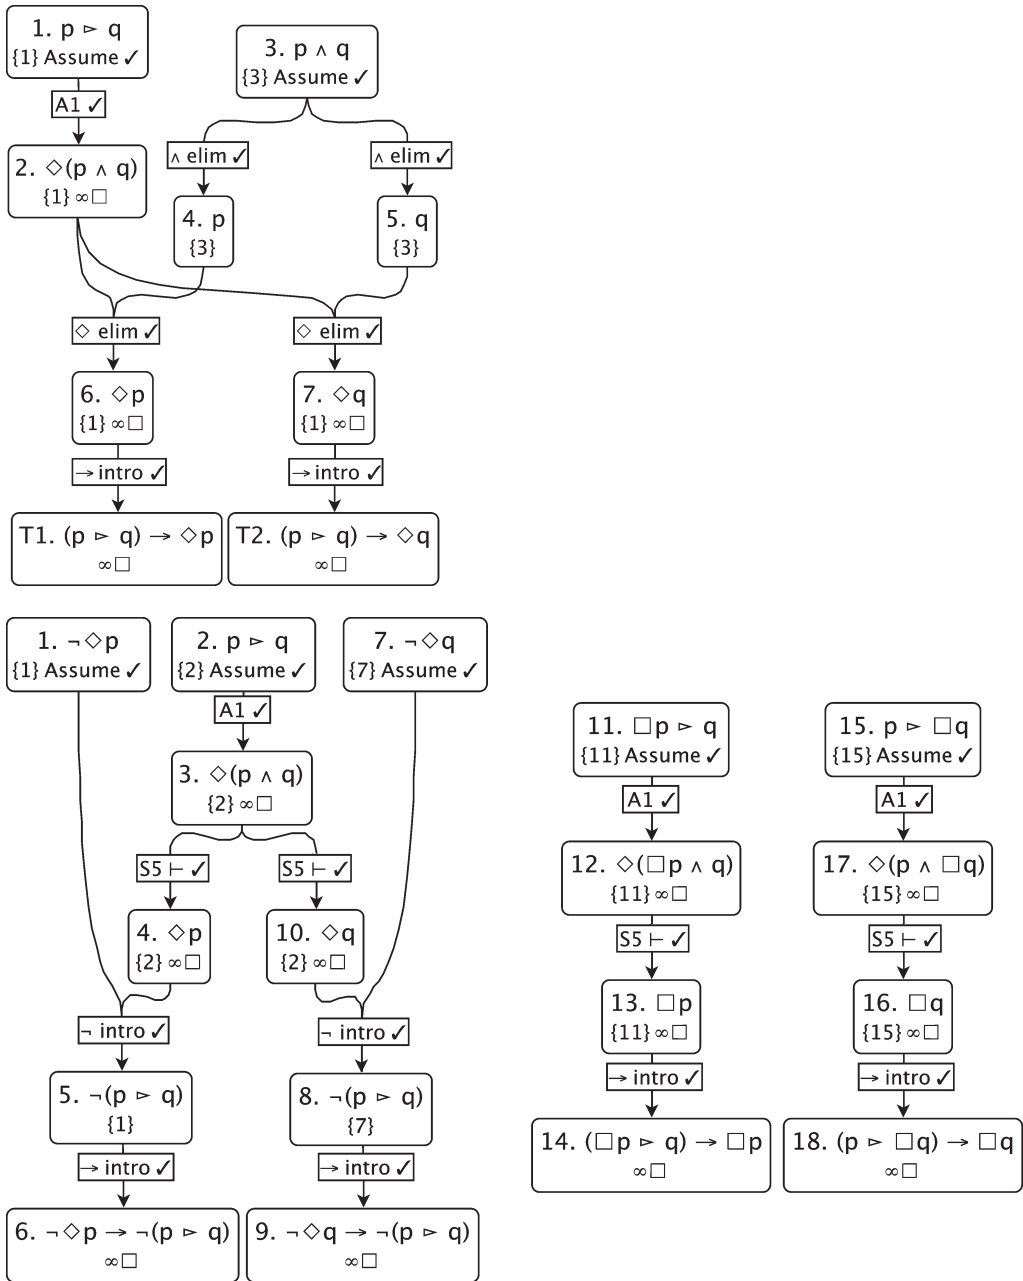 1. p ▻ q
{1} Assume ✓
3. p ∧ q
{3} Assume ✓
A1 ✓
∧ elim ✓
∧ elim ✓
2. ◇(p ∧ q)
{1} ∞□
4. p
{3}
5. q
{3}
◇ elim ✓
◇ elim ✓
6. ◇p
{1} ∞□
7. ◇q
{1} ∞□
→ intro ✓
→ intro ✓
T1. (p ▻ q) → ◇p
∞□
T2. (p ▻ q) → ◇q
∞□
1. ¬◇p
{1} Assume ✓
2. p ▻ q
{2} Assume ✓
7. ¬◇q
{7} Assume ✓
A1 ✓
3. ◇(p ∧ q)
{2} ∞□
S5 ⊢ ✓
S5 ⊢ ✓
4. ◇p
{2} ∞□
10. ◇q
{2} ∞□
¬ intro ✓
¬ intro ✓
5. ¬(p ▻ q)
{1}
8. ¬(p ▻ q)
{7}
→ intro ✓
→ intro ✓
6. ¬◇p → ¬(p ▻ q)
∞□
9. ¬◇q → ¬(p ▻ q)
∞□
11. □p ▻ q
{11} Assume ✓
15. p ▻ □q
{15} Assume ✓
A1 ✓
A1 ✓
12. ◇(□p ∧ q)
{11} ∞□
17. ◇(p ∧ □q)
{15} ∞□
S5 ⊢ ✓
S5 ⊢ ✓
13. □p
{11} ∞□
16. □q
{15} ∞□
→ intro ✓
→ intro ✓
14. (□p ▻ q) → □p
∞□
18. (p ▻ □q) → □q
∞□